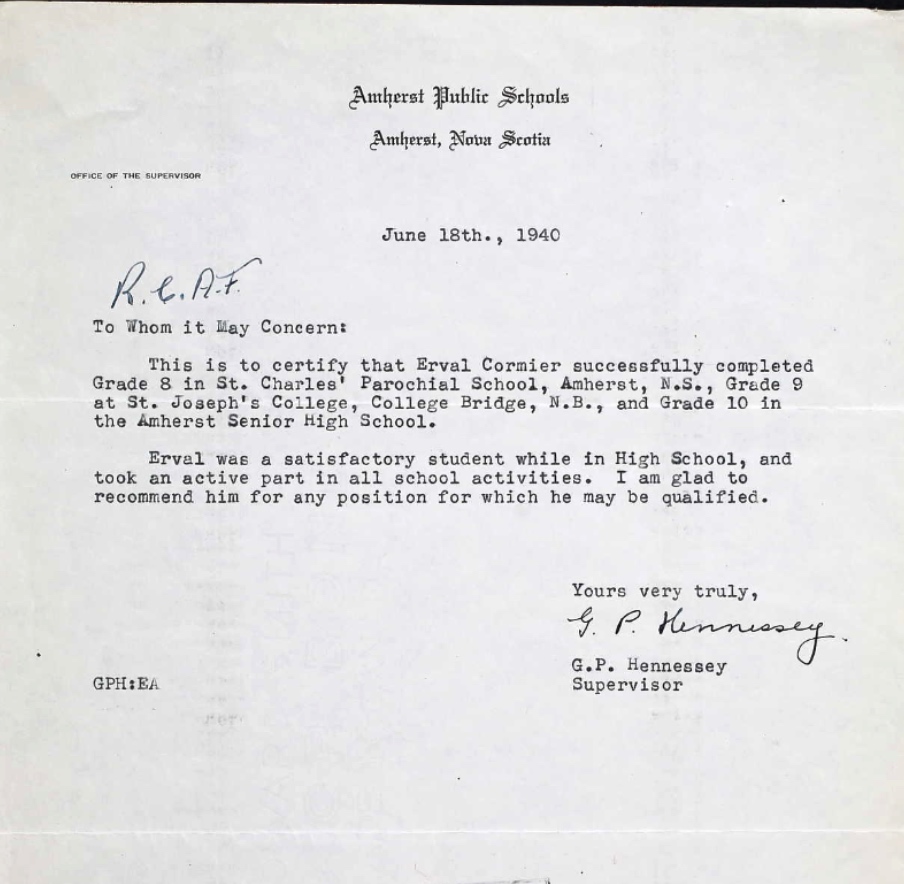 Amherst Public Schools
Amherst, Nova Scotia
OFFICE OF THE SUPERVISOR
June 18th., 1940
R.C.A.F.
To Whom it May Concern:
This is to certify that Erval Cormier successfully completed
Grade 8 in St. Charles' Parochial School, Amherst, N.S., Grade 9
at St. Joseph's College, College Bridge, N.B., and Grade 10 in
the Amherst Senior High School.
Erval was a satisfactory student while in High School, and
took an active part in all school activities.  I am glad to
recommend him for any position for which he may be qualified.
Yours very truly,
G. P. Hennessey.
G.P. Hennessey
Supervisor
GPH:EA